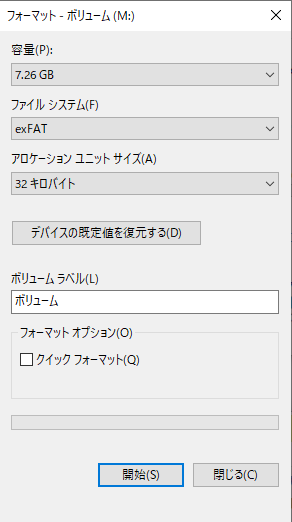 フォーマット - ボリューム (M:)
容量(P):
7.26 GB
ファイル システム(F)
exFAT
アロケーション ユニット サイズ(A)
32 キロバイト
デバイスの既定値を復元する(D)
ボリューム ラベル(L)
ボリューム
フォーマット オプション(O)
クイック フォーマット(Q)
開始(S)
閉じる(C)